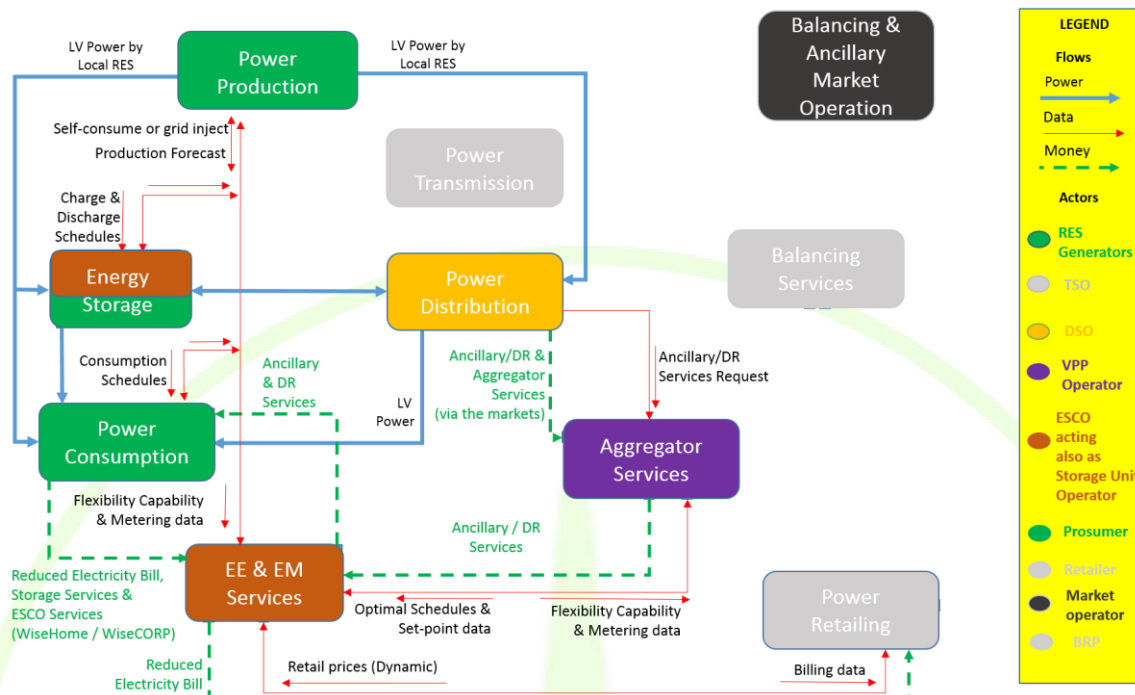 LV Power by
Local RES
Power
Production
LV Power by
Local RES
Balancing &
Ancillary
Market
Operation
Self-consume or grid inject
Production Forecast
Power
Transmission
Charge &
Discharge
Schedules
Energy
Storage
Power
Distribution
Balancing
Services
Consumption
Schedules
Ancillary
& DR
Services
Ancillary/DR &
Aggregator
Services
(via the markets)
Ancillary/DR
Services Request
LV
Power
Power
Consumption
Aggregator
Services
Flexibility Capability
& Metering data
Ancillary / DR
Services
EE & EM
Services
Reduced Electricity Bill,
Storage Services &
ESCO Services
(WiseHome / WiseCORP)
Optimal Schedules &
Set-point data
Flexibility Capability
& Metering data
Power
Retailing
Reduced
Electricity Bill
Retail prices (Dynamic)
Billing data
LEGEND
Flows
Power
Data
Money
Actors
RES
Generators
TSO
DSO
VPP
Operator
ESCO
acting
also as
Storage Unit
Operator
Prosumer
Retailer
Market
operator
BRP